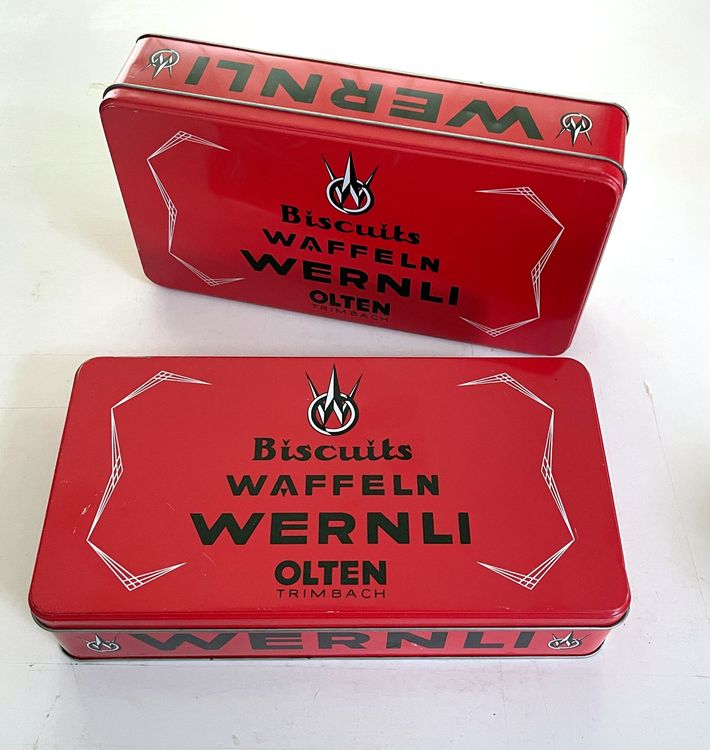 WERNLI
Biscuits
WAFFELN
WERNLI
OLTEN
TRIMBACH
Biscuits
WAFFELN
WERNLI
OLTEN
TRIMBACH
WERNLI